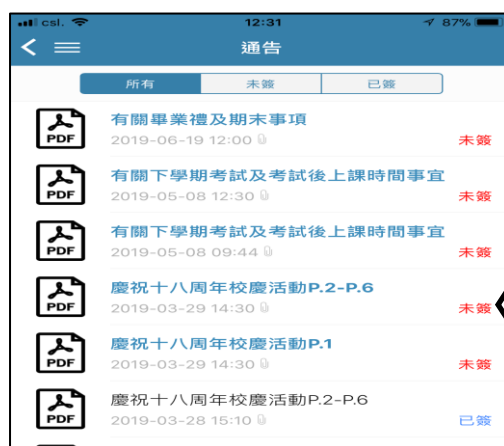 csl. 12:31 87%
通告
所有 未簽 已簽
PDF 有關畢業禮及期末事項
2019-06-19 12:00 未簽
PDF 有關下學期考試及考試後上課時間事宜
2019-05-08 12:30 未簽
PDF 有關下學期考試及考試後上課時間事宜
2019-05-08 09:44 未簽
PDF 慶祝十八周年校慶活動P.2-P.6
2019-03-29 14:30 未簽
PDF 慶祝十八周年校慶活動P.1
2019-03-29 14:30 未簽
PDF 慶祝十八周年校慶活動P.2-P.6
2019-03-28 15:10 已簽